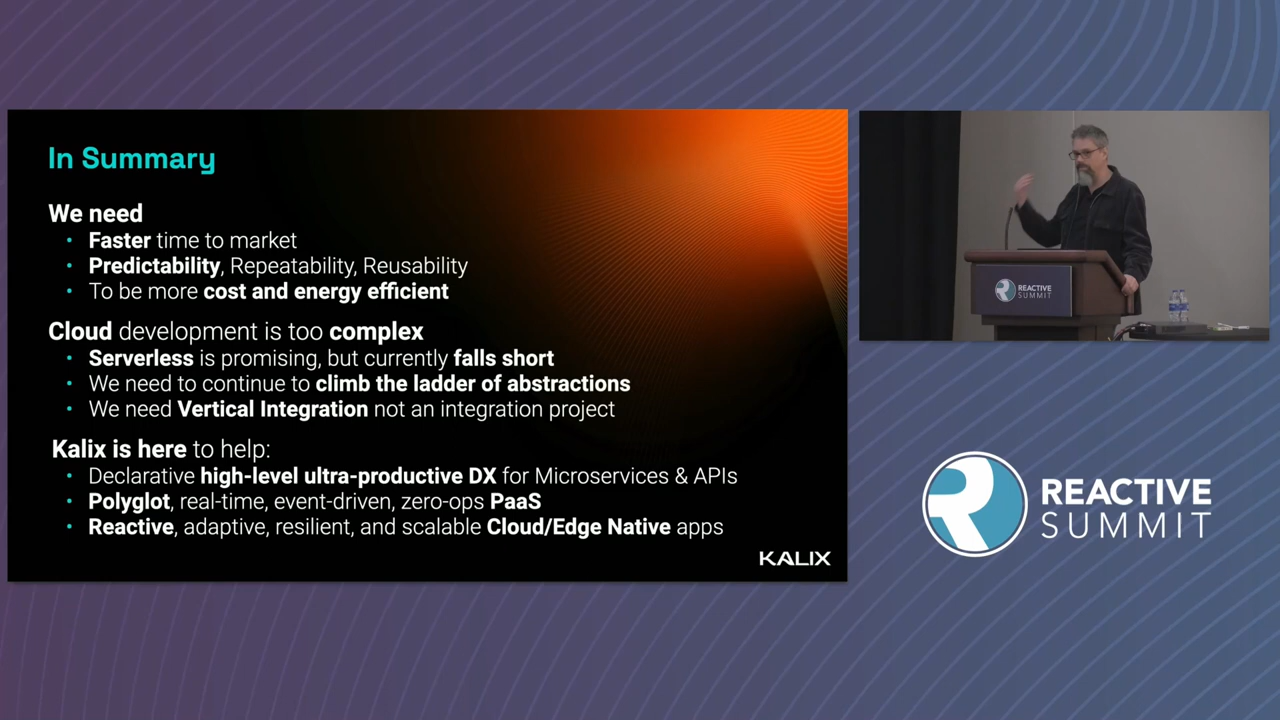 In Summary
We need
• Faster time to market
• Predictability, Repeatability, Reusability
• To be more cost and energy efficient
Cloud development is too complex
• Serverless is promising, but currently falls short
• We need to continue to climb the ladder of abstractions
• We need Vertical Integration not an integration project
Kalix is here to help:
• Declarative high-level ultra-productive DX for Microservices & APIs
• Polyglot, real-time, event-driven, zero-ops PaaS
• Reactive, adaptive, resilient, and scalable Cloud/Edge Native apps
KALIX
REACTIVE
SUMMIT
R
REACTIVE
SUMMIT